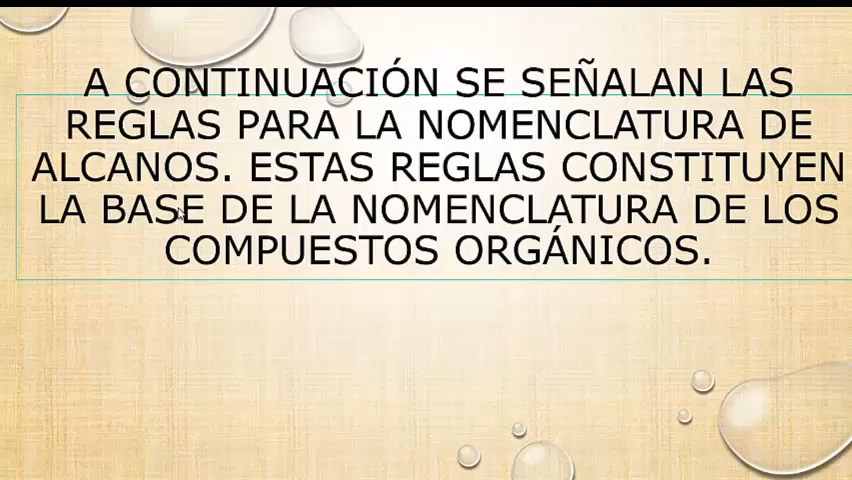 A CONTINUACIÓN SE SEÑALAN LAS
REGLAS PARA LA NOMENCLATURA DE
ALCANOS. ESTAS REGLAS CONSTITUYEN
LA BASE DE LA NOMENCLATURA DE LOS
COMPUESTOS ORGÁNICOS.